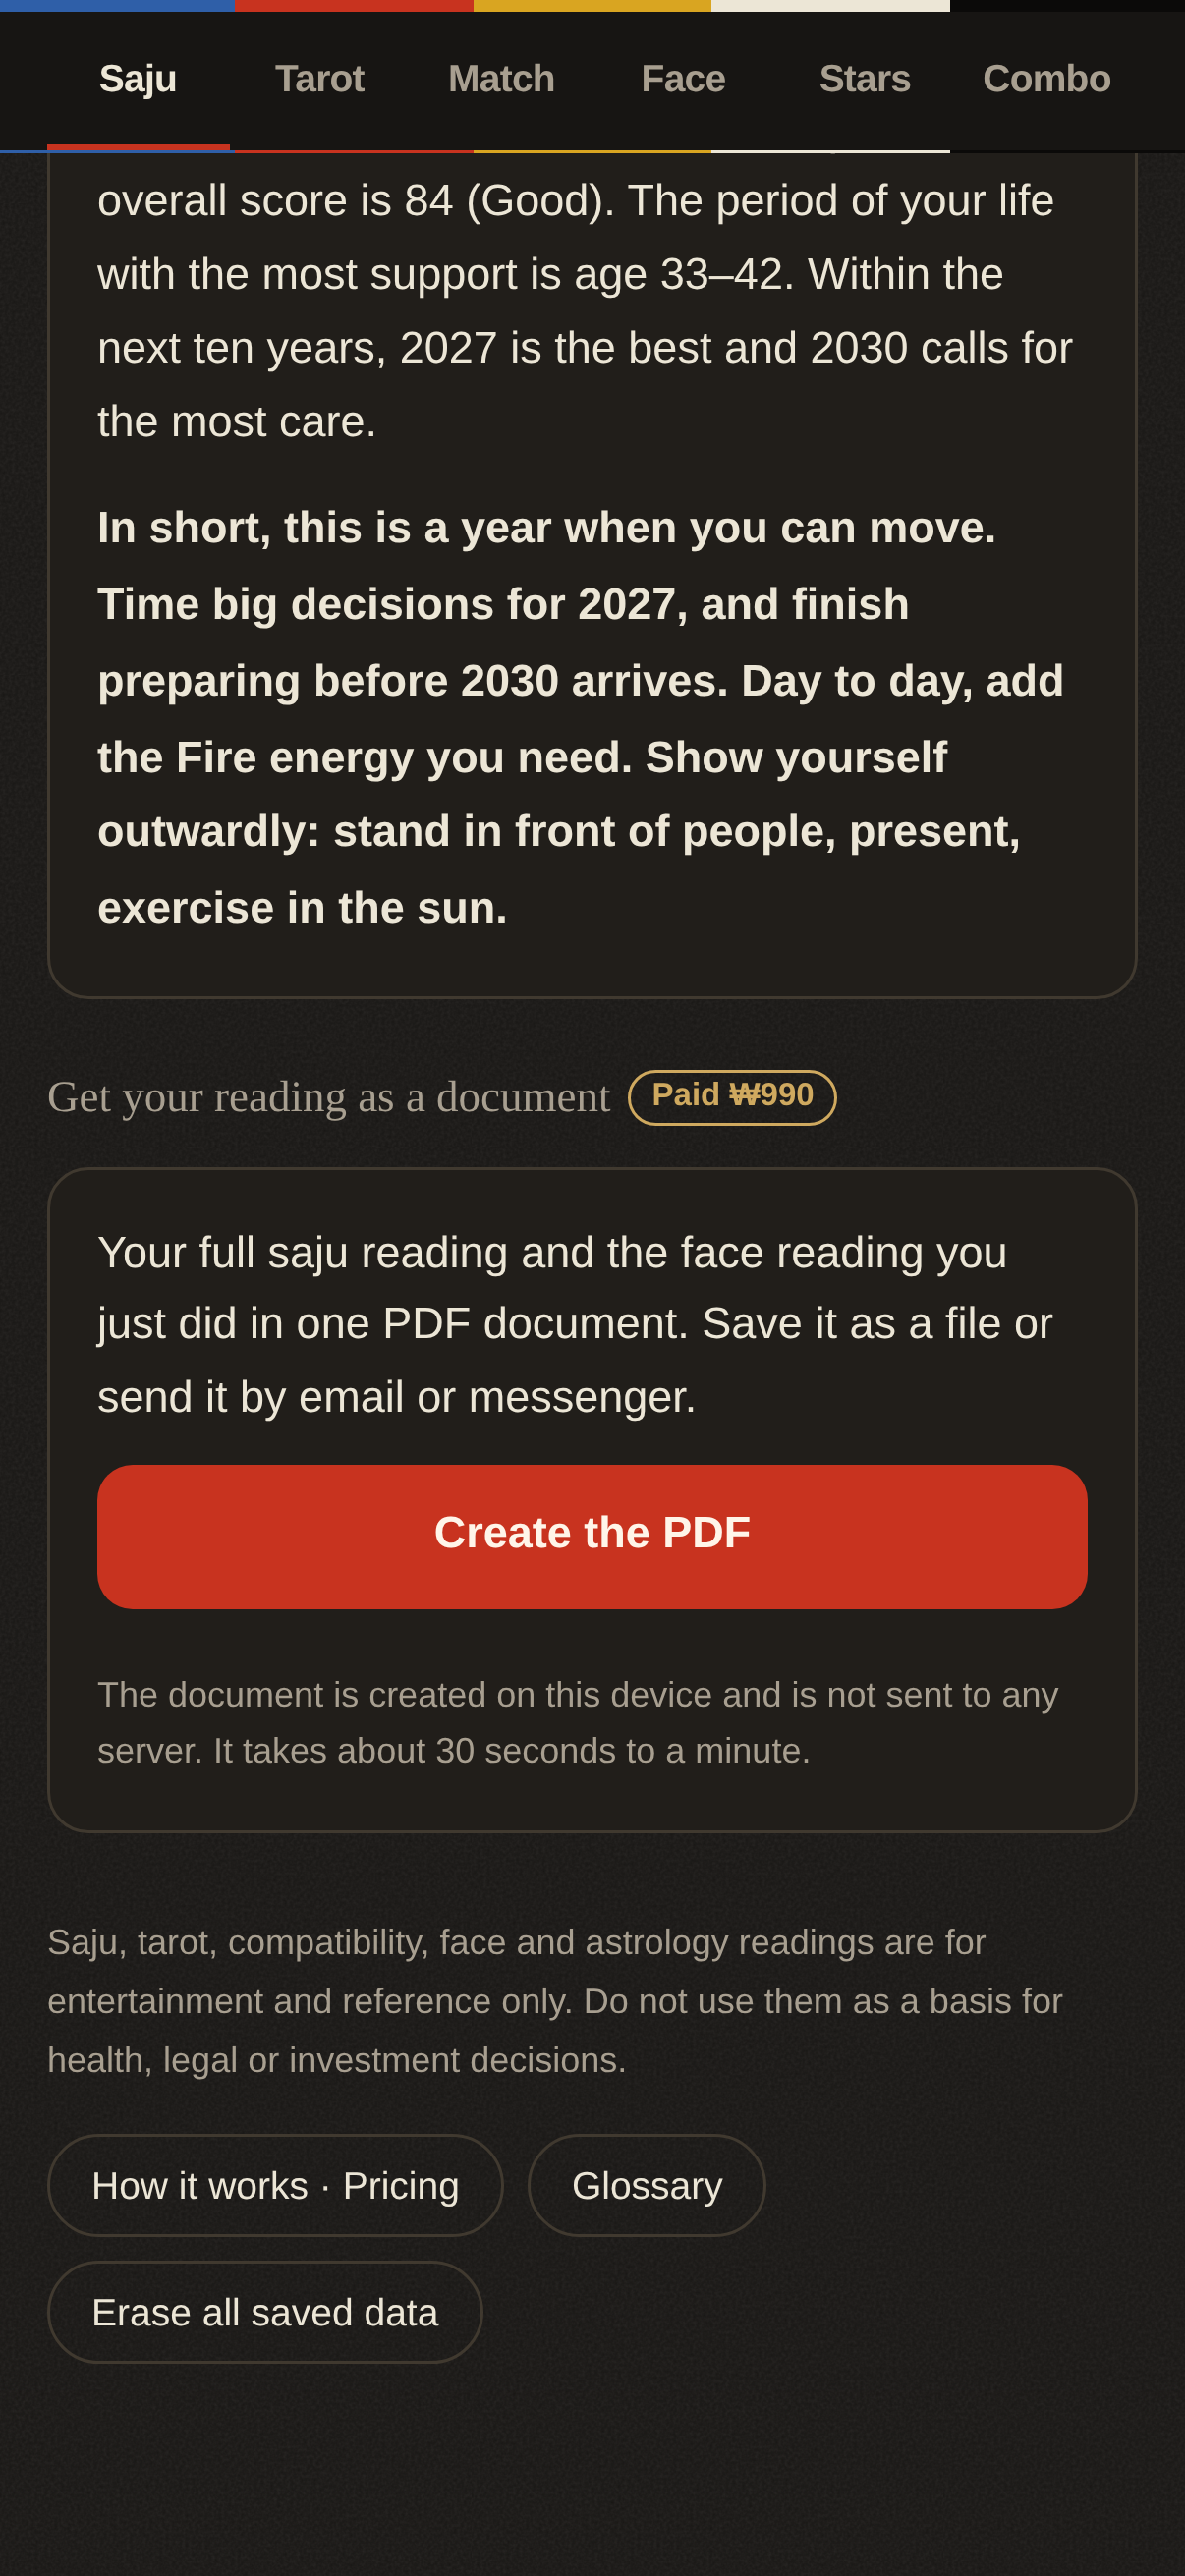 Saju Tarot Match Face Stars Combo
overall score is 84 (Good). The period of your life
with the most support is age 33–42. Within the
next ten years, 2027 is the best and 2030 calls for
the most care.
In short, this is a year when you can move.
Time big decisions for 2027, and finish
preparing before 2030 arrives. Day to day, add
the Fire energy you need. Show yourself
outwardly: stand in front of people, present,
exercise in the sun.
Get your reading as a document Paid ₩990
Your full saju reading and the face reading you
just did in one PDF document. Save it as a file or
send it by email or messenger.
Create the PDF
The document is created on this device and is not sent to any
server. It takes about 30 seconds to a minute.
Saju, tarot, compatibility, face and astrology readings are for
entertainment and reference only. Do not use them as a basis for
health, legal or investment decisions.
How it works · Pricing Glossary
Erase all saved data